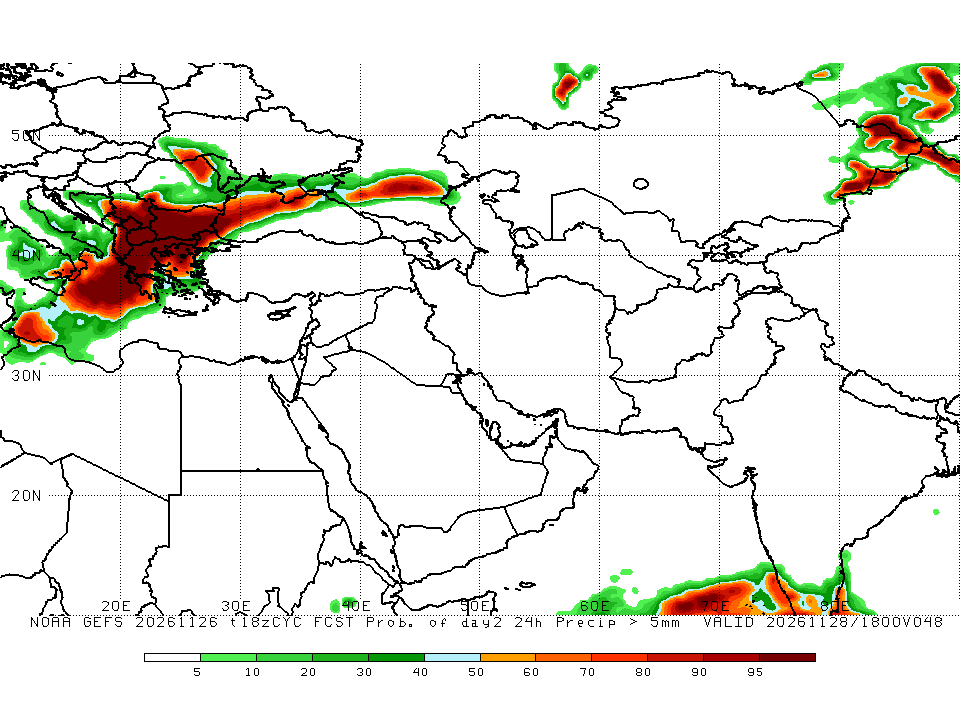 50N
40N
30N
20N
20E 30E 40E 50E 60E 70E 80E
NOAA GEFS 20261126 t18zCYC FCST Prob. of day2 24h Precip > 5mm VALID 20261128/1800V048
5 10 20 30 40 50 60 70 80 90 95